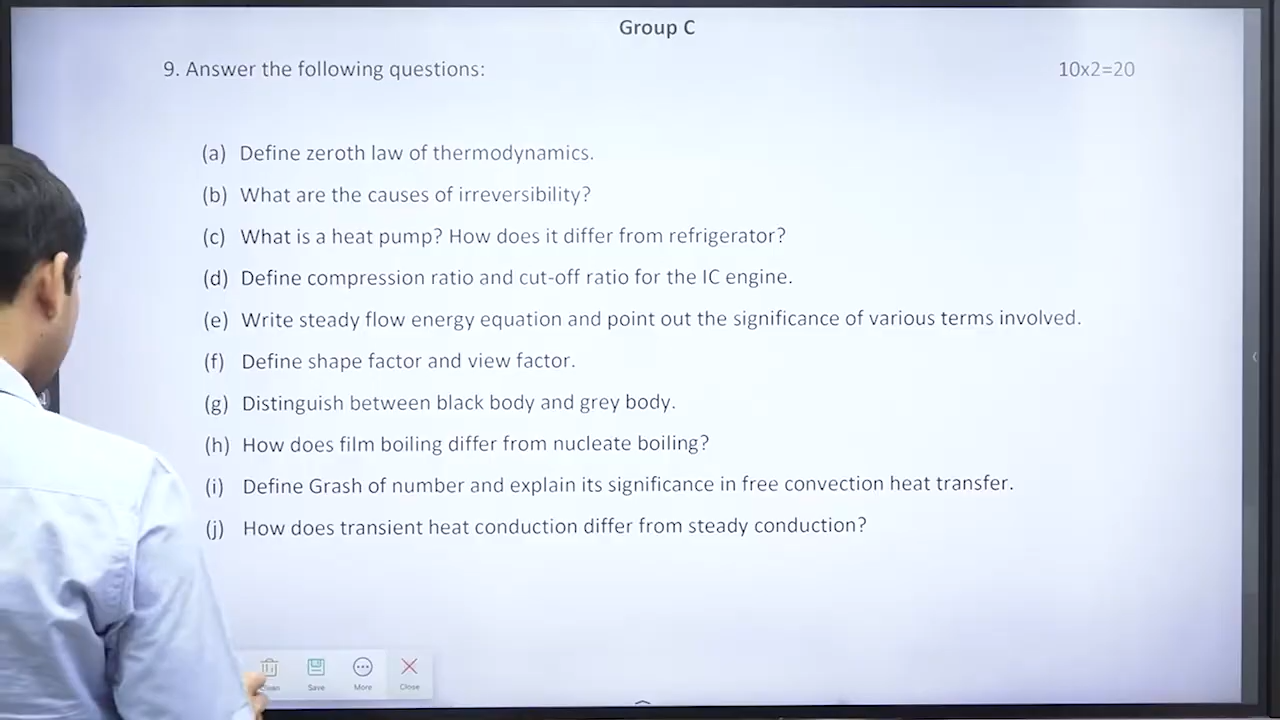 Group C
9. Answer the following questions: 10x2=20
(a) Define zeroth law of thermodynamics.
(b) What are the causes of irreversibility?
(c) What is a heat pump? How does it differ from refrigerator?
(d) Define compression ratio and cut-off ratio for the IC engine.
(e) Write steady flow energy equation and point out the significance of various terms involved.
(f) Define shape factor and view factor.
(g) Distinguish between black body and grey body.
(h) How does film boiling differ from nucleate boiling?
(i) Define Grash of number and explain its significance in free convection heat transfer.
(j) How does transient heat conduction differ from steady conduction?
Save More Close